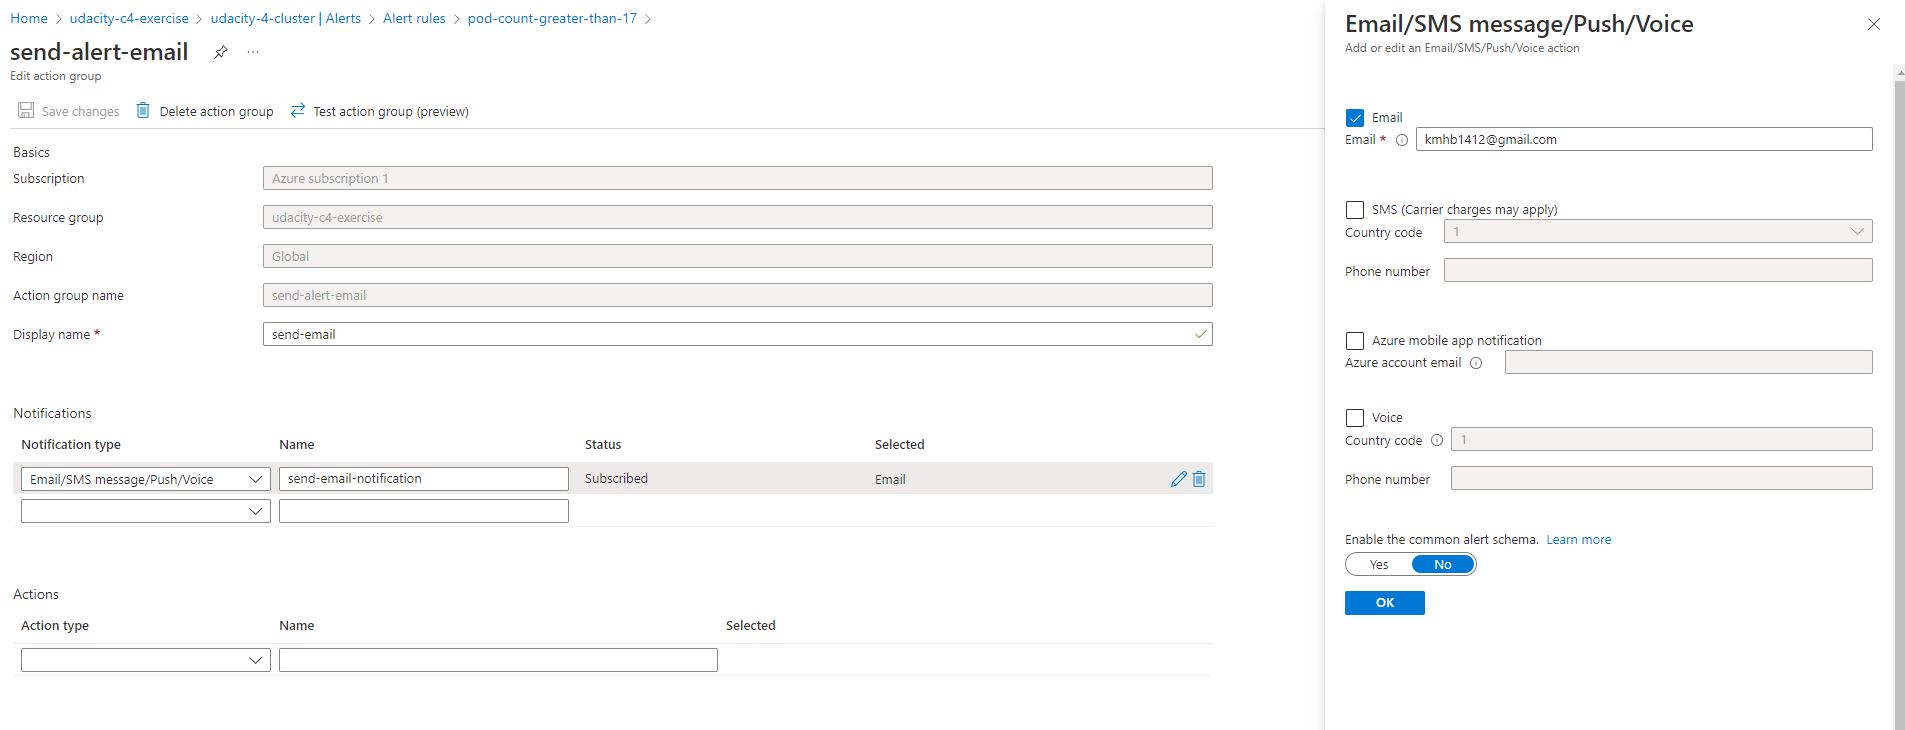 Home > udacity-c4-exercise > udacity-4-cluster | Alerts > Alert rules > pod-count-greater-than-17 >
send-alert-email ...
Edit action group
Save changes Delete action group Test action group (preview)
Basics
Subscription Azure subscription 1
Resource group udacity-c4-exercise
Region Global
Action group name send-alert-email
Display name * send-email
Notifications
Notification type Name Status Selected
Email/SMS message/Push/Voice send-email-notification Subscribed Email
Actions
Action type Name Selected
Email/SMS message/Push/Voice
Add or edit an Email/SMS/Push/Voice action
Email
Email * kmhb1412@gmail.com
SMS (Carrier charges may apply)
Country code 1
Phone number
Azure mobile app notification
Azure account email
Voice
Country code 1
Phone number
Enable the common alert schema. Learn more
Yes No
OK